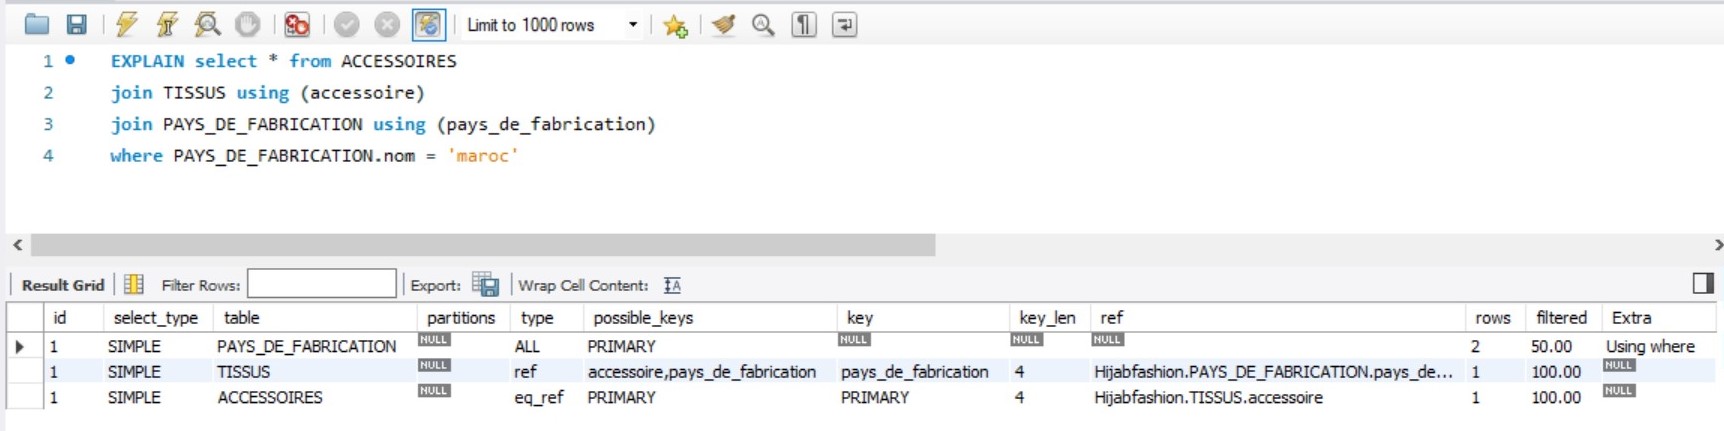 Limit to 1000 rows
1 EXPLAIN select * from ACCESSOIRES
2 join TISSUS using (accessoire)
3 join PAYS_DE_FABRICATION using (pays_de_fabrication)
4 where PAYS_DE_FABRICATION.nom = 'maroc'
Result Grid Filter Rows: Export: Wrap Cell Content:
id select_type table partitions type possible_keys key key_len ref rows filtered Extra
1 SIMPLE PAYS_DE_FABRICATION NULL ALL PRIMARY NULL NULL NULL 2 50.00 Using where
1 SIMPLE TISSUS NULL ref accessoire,pays_de_fabrication pays_de_fabrication 4 Hijabfashion.PAYS_DE_FABRICATION.pays_de... 1 100.00 NULL
1 SIMPLE ACCESSOIRES NULL eq_ref PRIMARY PRIMARY 4 Hijabfashion.TISSUS.accessoire 1 100.00 NULL